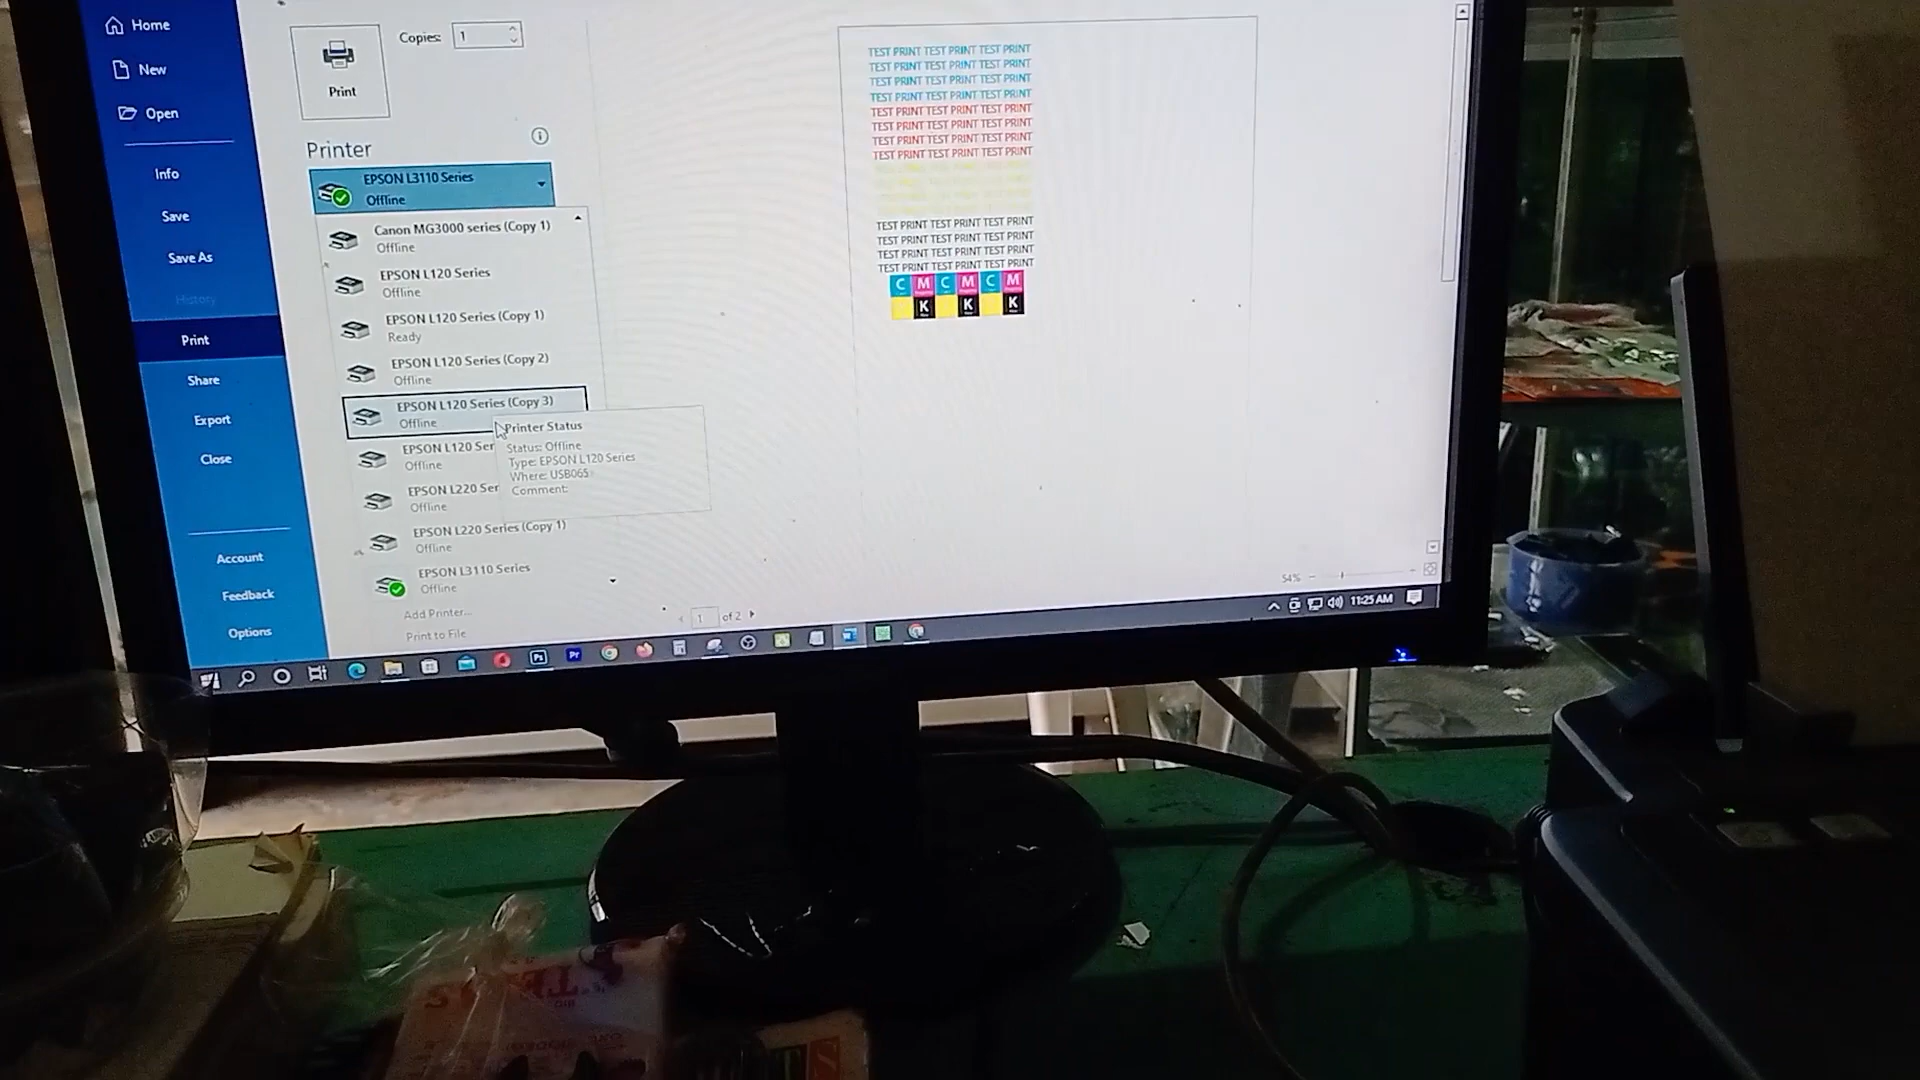 Home
New
Open
Info
Save
Save As
History
Print
Share
Export
Close
Account
Feedback
Options
Print
Copies: 1
Printer
EPSON L3110 Series
Offline
Canon MG3000 series (Copy 1)
Offline
EPSON L120 Series
Offline
EPSON L120 Series (Copy 1)
Ready
EPSON L120 Series (Copy 2)
Offline
EPSON L120 Series (Copy 3)
Offline
EPSON L120 Ser
Offline
EPSON L220 Ser
Offline
EPSON L220 Series (Copy 1)
Offline
EPSON L3110 Series
Offline
Add Printer...
Print to File
Printer Status
Status: Offline
Type: EPSON L120 Series
Where: USB065
Comment:
TEST PRINT TEST PRINT TEST PRINT
TEST PRINT TEST PRINT TEST PRINT
TEST PRINT TEST PRINT TEST PRINT
TEST PRINT TEST PRINT TEST PRINT
TEST PRINT TEST PRINT TEST PRINT
TEST PRINT TEST PRINT TEST PRINT
TEST PRINT TEST PRINT TEST PRINT
TEST PRINT TEST PRINT TEST PRINT
TEST PRINT TEST PRINT TEST PRINT
TEST PRINT TEST PRINT TEST PRINT
TEST PRINT TEST PRINT TEST PRINT
TEST PRINT TEST PRINT TEST PRINT
C M C M C M
K K K
1 of 2
54%
Ps
Pr
11:25 AM